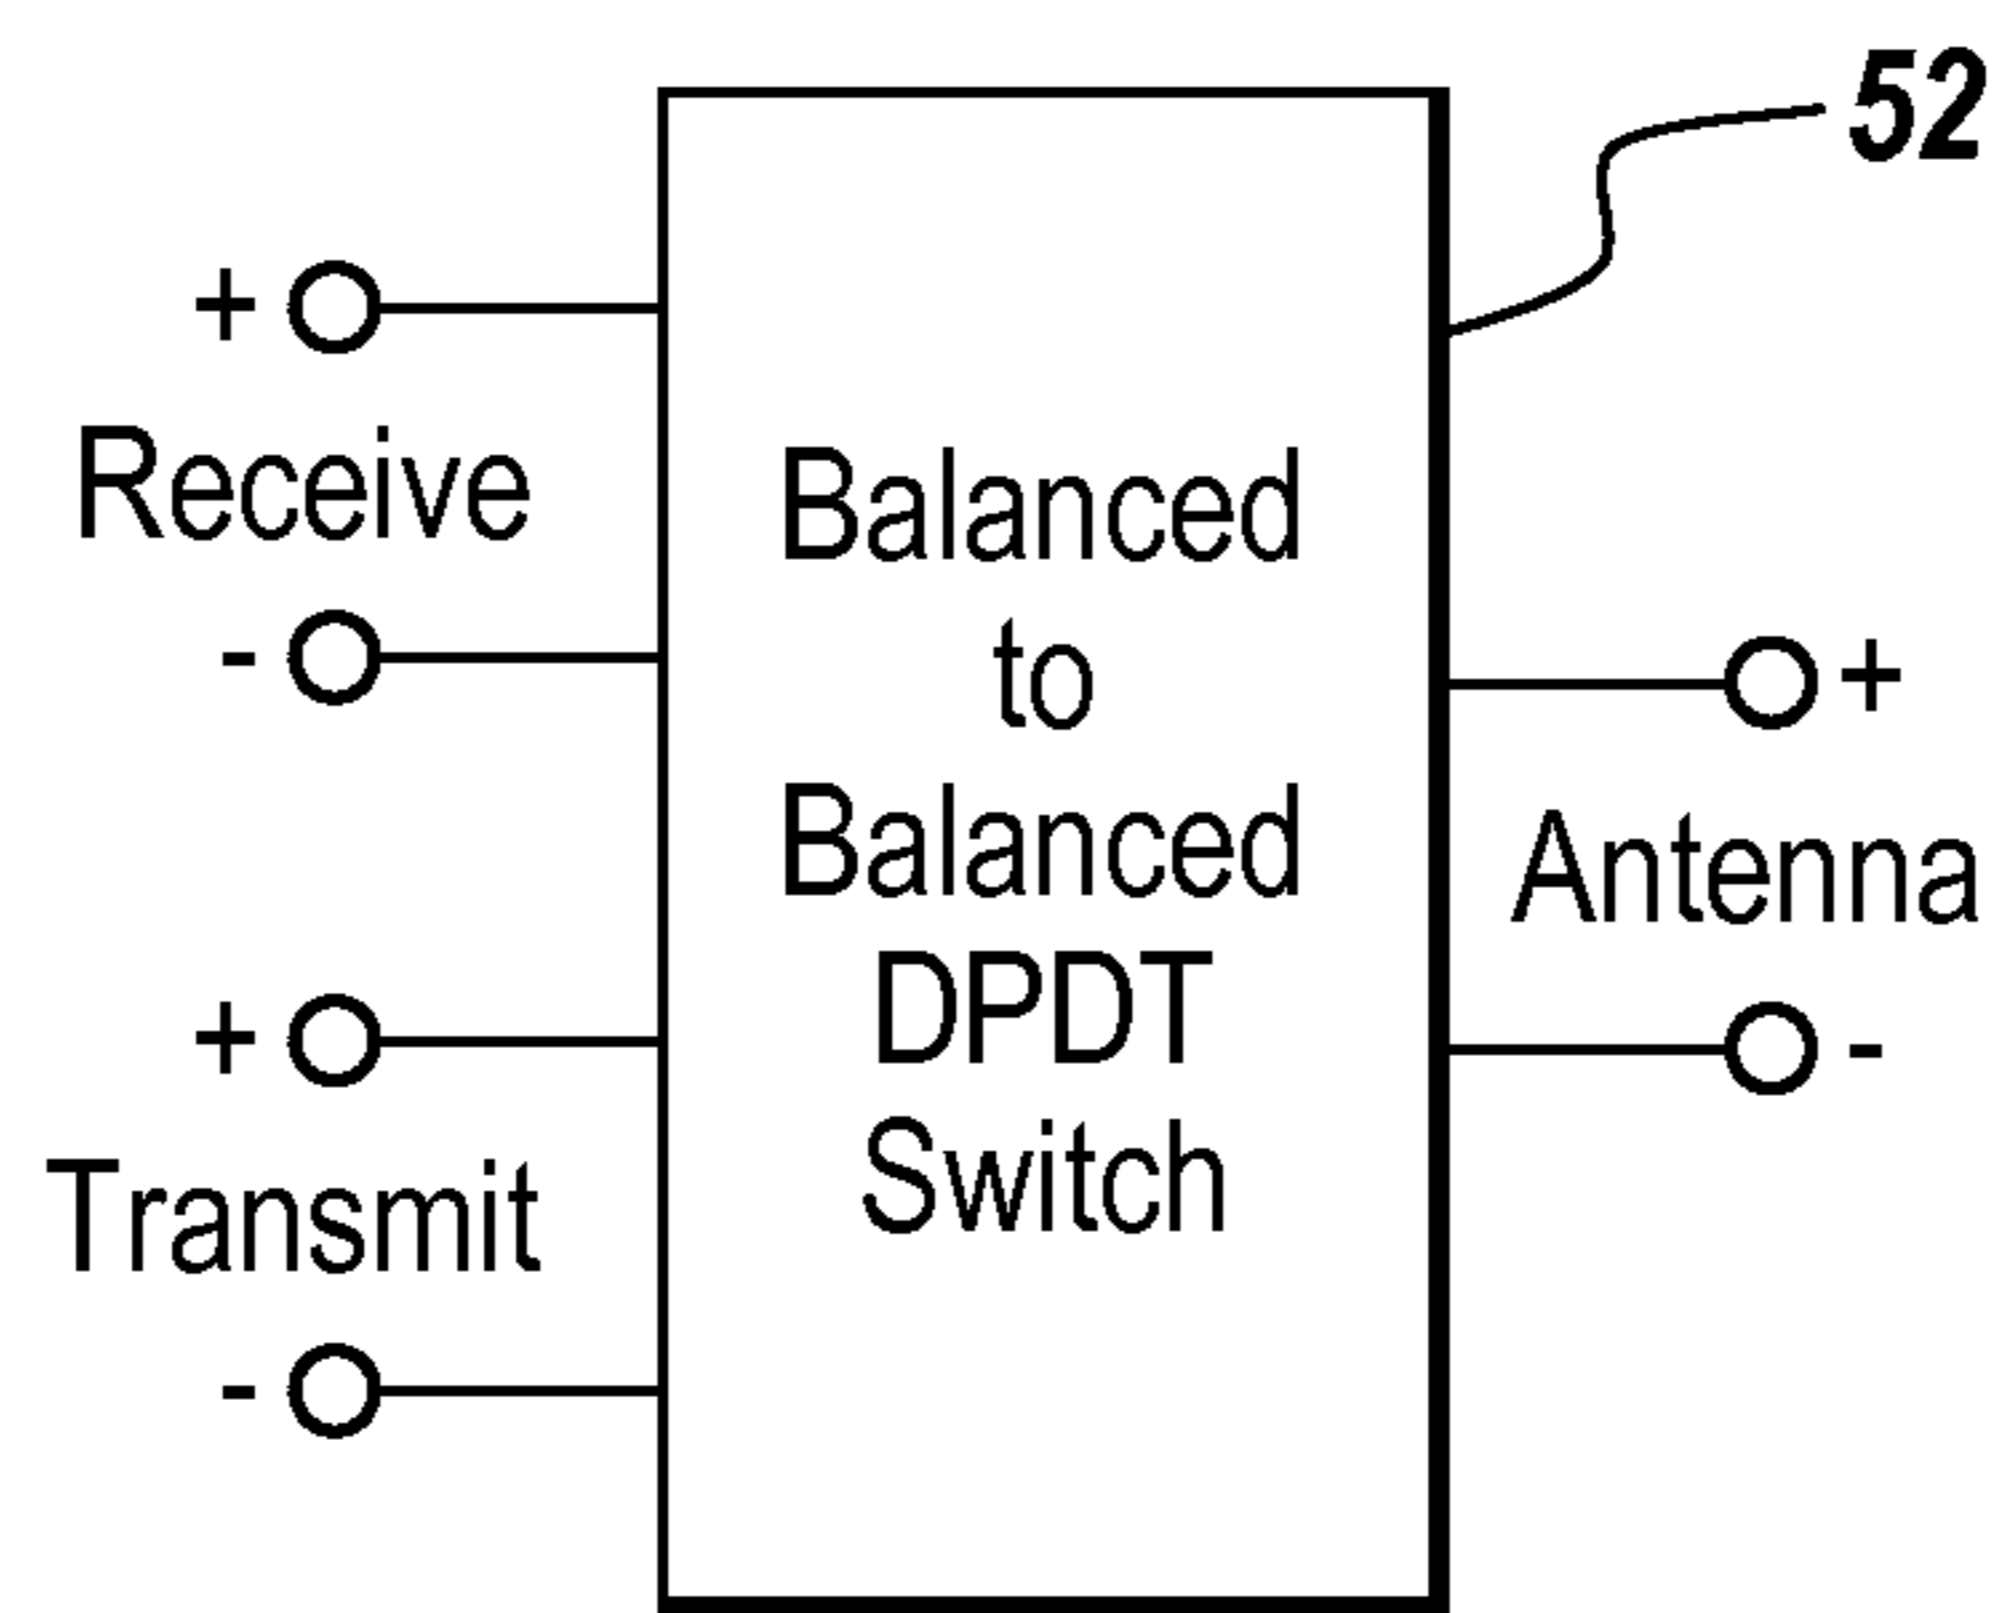 52
+
Receive
-
+
Transmit
-
Balanced
to
Balanced
DPDT
Switch
+
Antenna
-